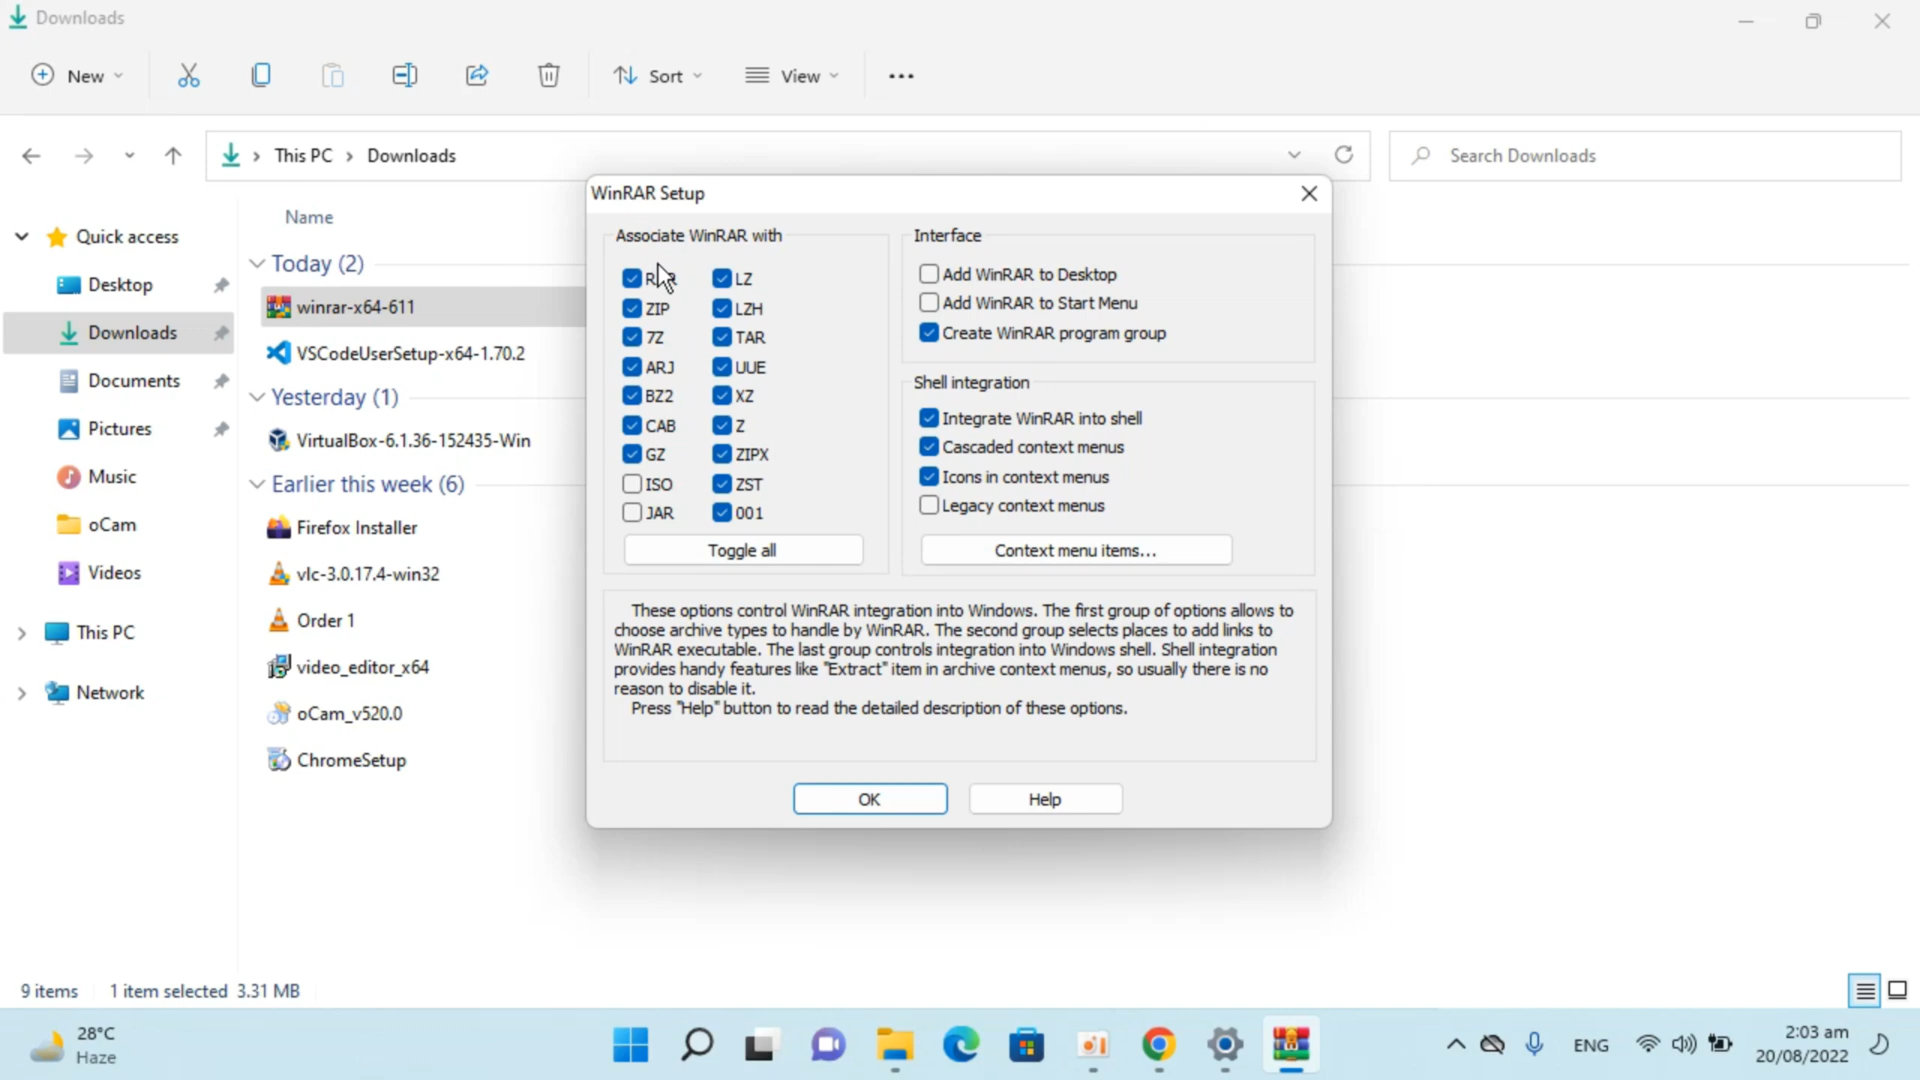 Downloads
New
Sort
View
This PC > Downloads
Search Downloads
Quick access
Desktop
Downloads
Documents
Pictures
Music
oCam
Videos
This PC
Network
Name
Today (2)
winrar-x64-611
VSCodeUserSetup-x64-1.70.2
Yesterday (1)
VirtualBox-6.1.36-152435-Win
Earlier this week (6)
Firefox Installer
vlc-3.0.17.4-win32
Order 1
video_editor_x64
oCam_v520.0
ChromeSetup
WinRAR Setup
Associate WinRAR with
RAR
ZIP
7Z
ARJ
BZ2
CAB
GZ
ISO
JAR
LZ
LZH
TAR
UUE
XZ
Z
ZIPX
ZST
001
Toggle all
Interface
Add WinRAR to Desktop
Add WinRAR to Start Menu
Create WinRAR program group
Shell integration
Integrate WinRAR into shell
Cascaded context menus
Icons in context menus
Legacy context menus
Context menu items...
These options control WinRAR integration into Windows. The first group of options allows to
choose archive types to handle by WinRAR. The second group selects places to add links to
WinRAR executable. The last group controls integration into Windows shell. Shell integration
provides handy features like "Extract" item in archive context menus, so usually there is no
reason to disable it.
Press "Help" button to read the detailed description of these options.
OK
Help
9 items
1 item selected 3.31 MB
28°C
Haze
ENG
2:03 am
20/08/2022